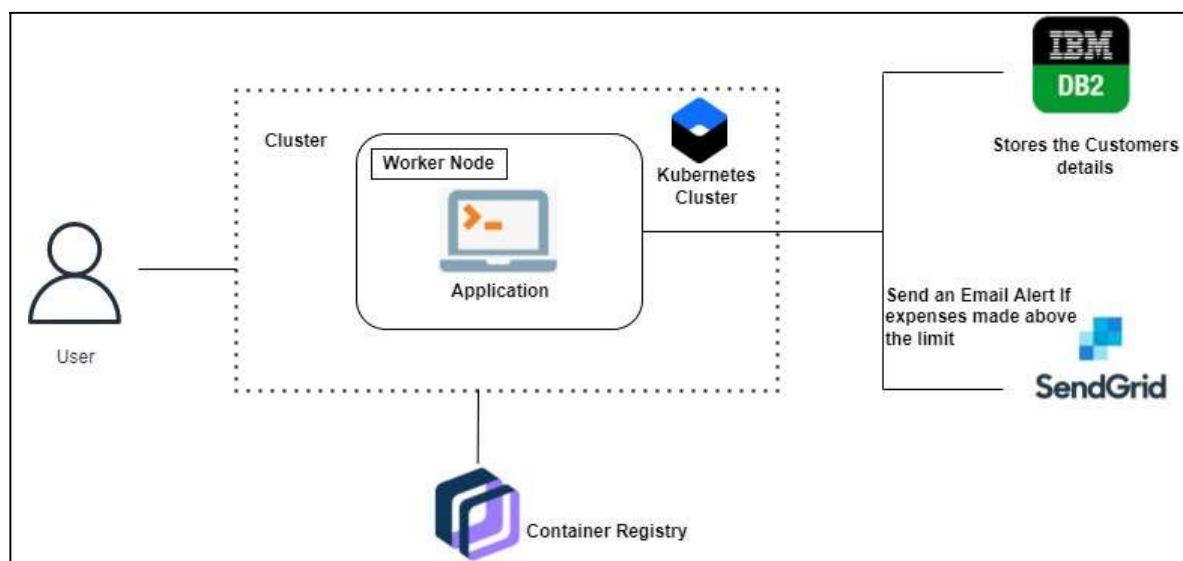 IBM
DB2
Stores the Customers
details
Cluster
Worker Node
Kubernetes
Cluster
Application
User
Send an Email Alert If
expenses made above
the limit
SendGrid
Container Registry